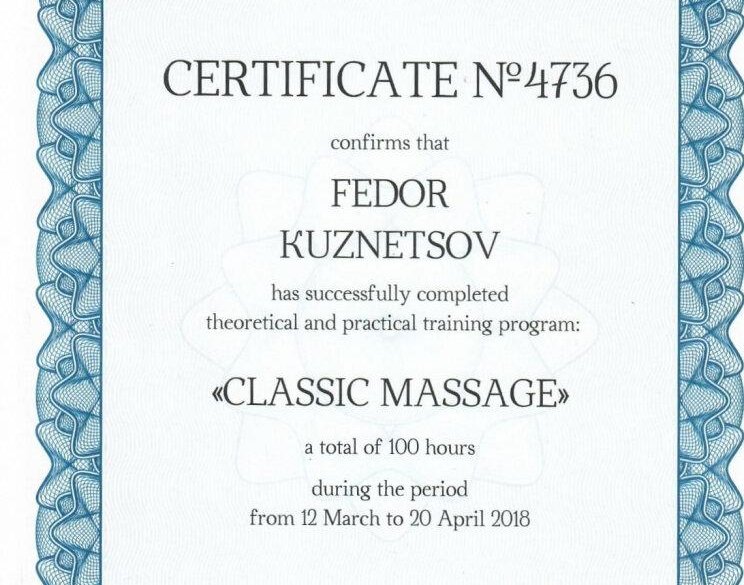 CERTIFICATE №4736
confirms that
FEDOR
KUZNETSOV
has successfully completed
theoretical and practical training program:
«CLASSIC MASSAGE»
a total of 100 hours
during the period
from 12 March to 20 April 2018